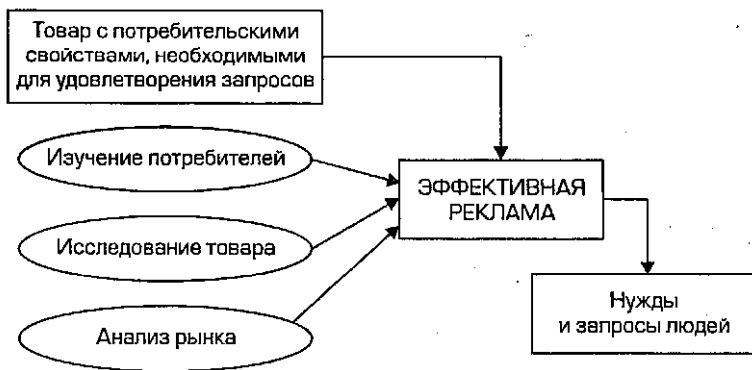 Товар с потребительскими
свойствами, необходимыми
для удовлетворения запросов
Изучение потребителей
ЭФФЕКТИВНАЯ
РЕКЛАМА
Исследование товара
Нужды
и запросы людей
Анализ рынка